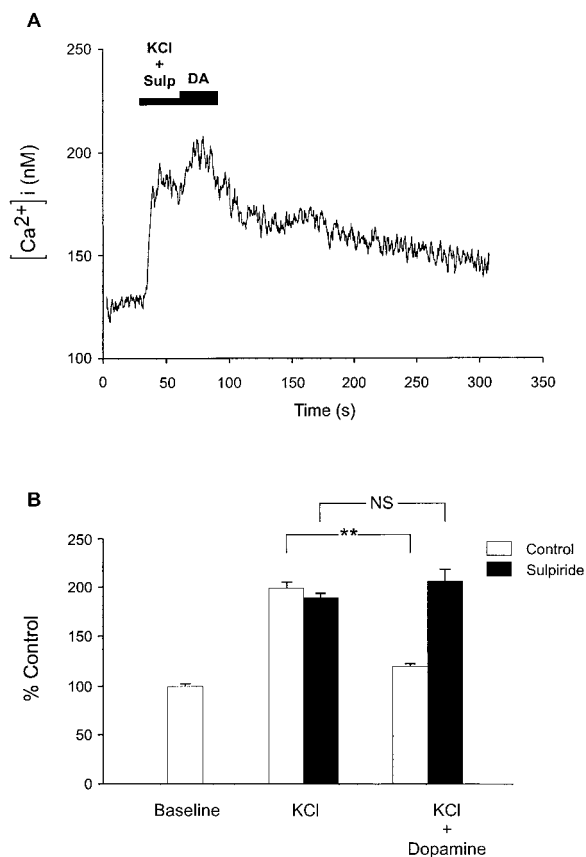 A
KCl
+
Sulp
DA
250
200
150
100
[Ca2+] i (nM)
0 50 100 150 200 250 300 350
Time (s)
B
NS
**
Control
Sulpiride
250
200
150
100
50
0
% Control
Baseline KCl KCl
+
Dopamine